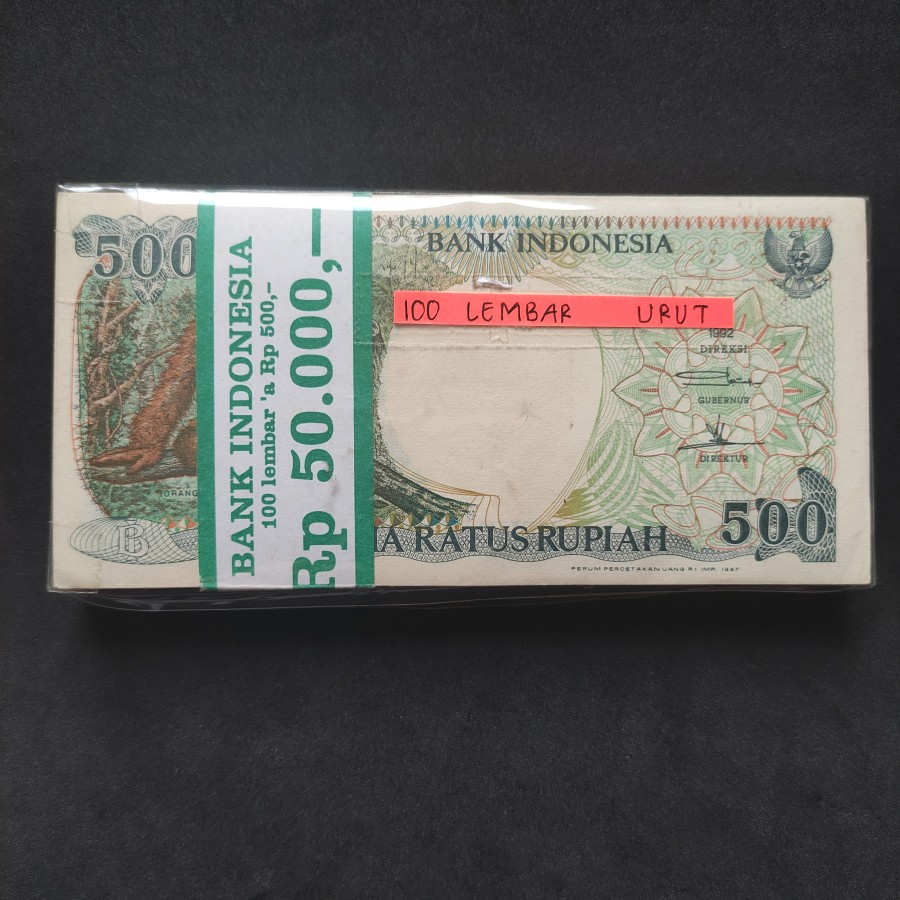 500
BANK INDONESIA
100 LEMBAR URUT
1992
DIREKSI
GUBERNUR
DIREKTUR
BANK INDONESIA
100 lembar 'a Rp 500,-
Rp 50.000,—
ORANG
B
A RATUS RUPIAH
500
PERUM PERCETAKAN UANG R.I. IMP. 1997